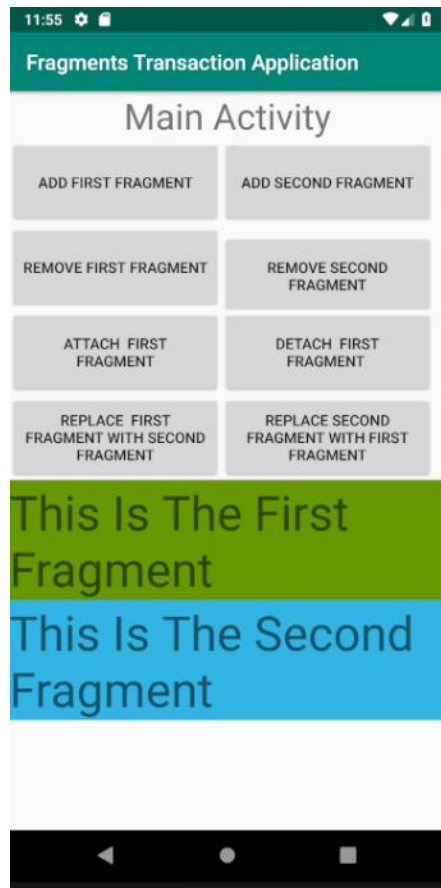 11:55
Fragments Transaction Application
Main Activity
ADD FIRST FRAGMENT
ADD SECOND FRAGMENT
REMOVE FIRST FRAGMENT
REMOVE SECOND
FRAGMENT
ATTACH FIRST
FRAGMENT
DETACH FIRST
FRAGMENT
REPLACE FIRST
FRAGMENT WITH SECOND
FRAGMENT
REPLACE SECOND
FRAGMENT WITH FIRST
FRAGMENT
This Is The First
Fragment
This Is The Second
Fragment